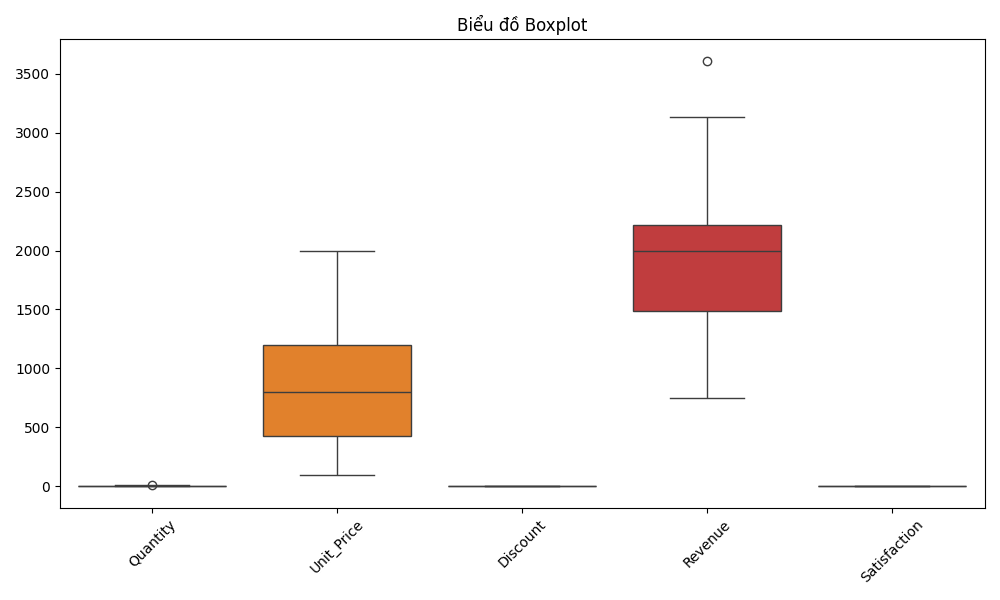 Biểu đồ Boxplot
3500
3000
2500
2000
1500
1000
500
0
Quantity
Unit_Price
Discount
Revenue
Satisfaction